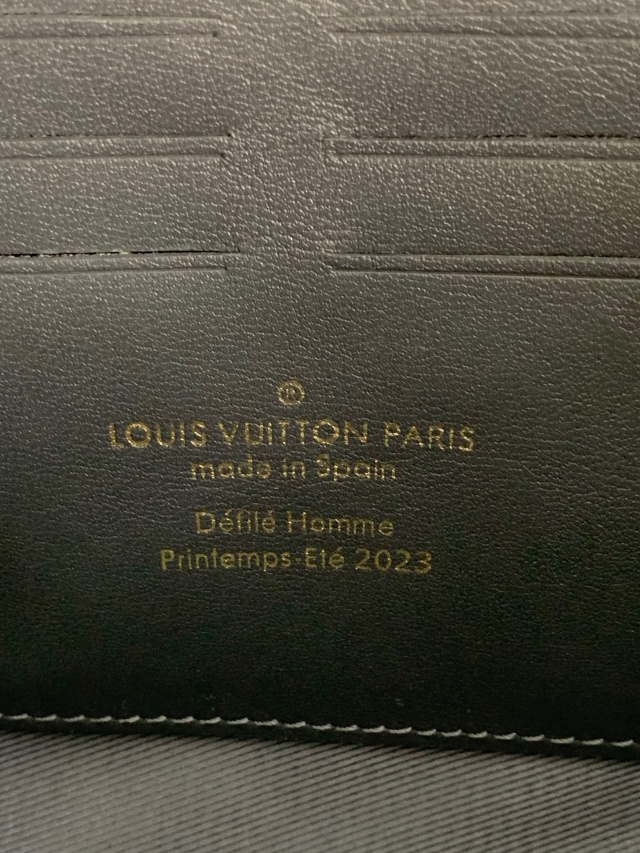 ®
LOUIS VUITTON PARIS
made in Spain
Défilé Homme
Printemps-Eté 2023